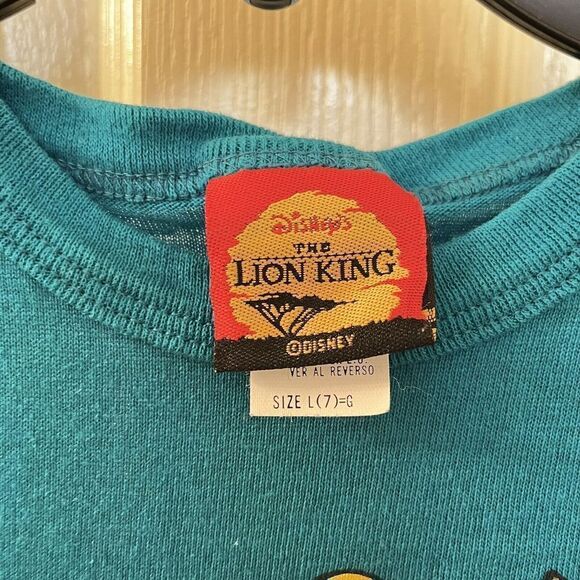 Disney's
THE
LION KING
©DISNEY
VER AL REVERSO
SIZE L(7)=G